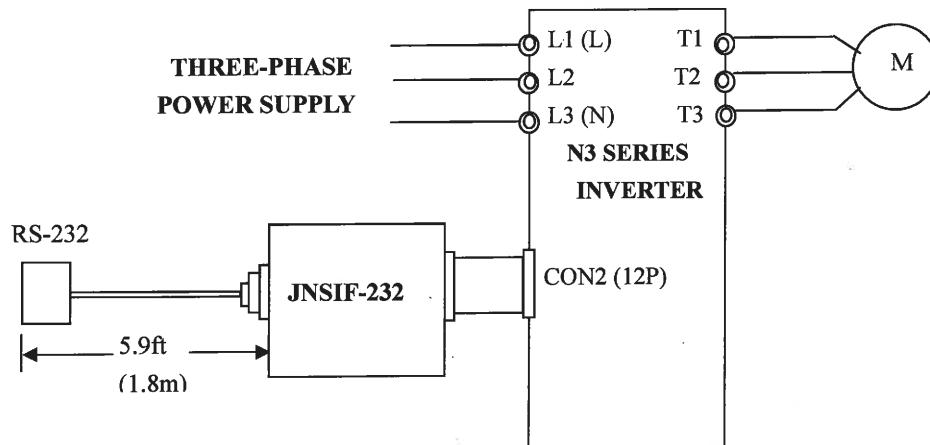 THREE-PHASE
POWER SUPPLY
L1 (L)
L2
L3 (N)
T1
T2
T3
M
N3 SERIES
INVERTER
RS-232
JNSIF-232
CON2 (12P)
5.9ft
(1.8m)